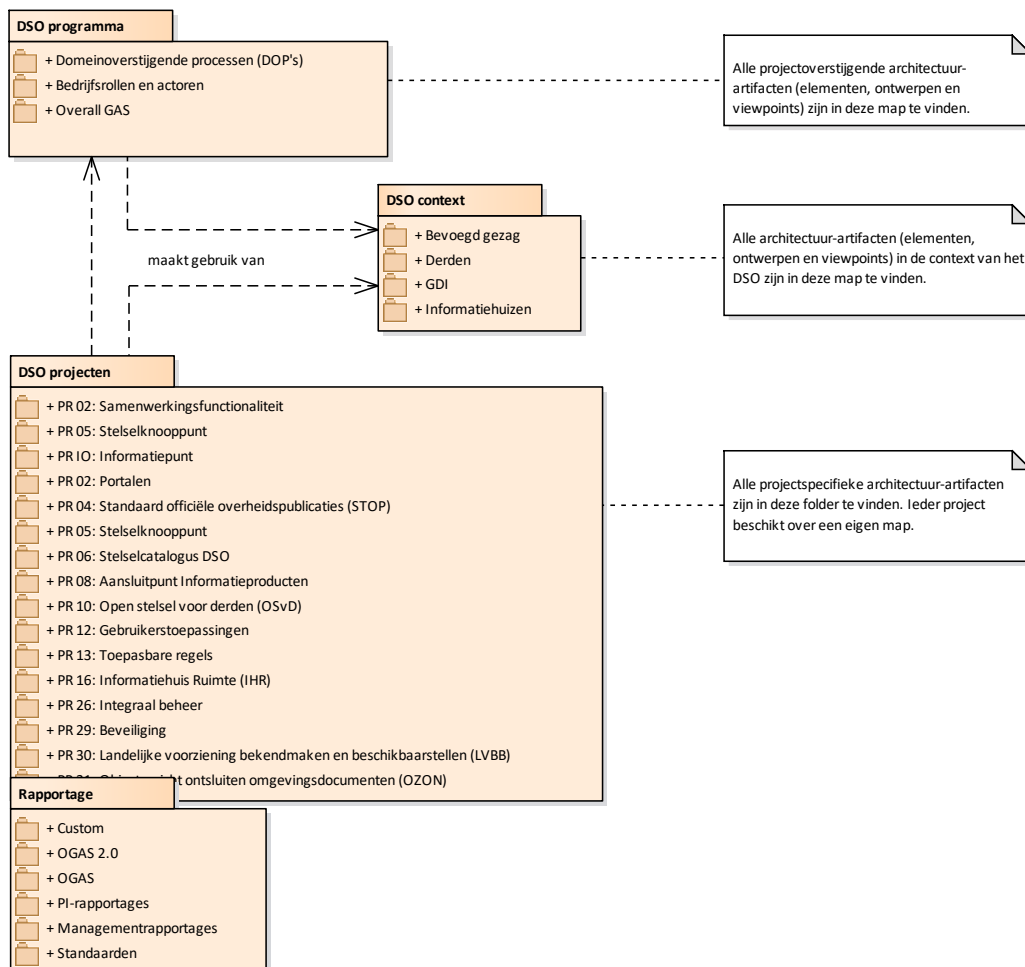 DSO programma
+ Domeinoverstijgende processen (DOP's)
+ Bedrijfsrollen en actoren
+ Overall GAS
Alle projectoverstijgende architectuur-
artifacten (elementen, ontwerpen en
viewpoints) zijn in deze map te vinden.
DSO context
+ Bevoegd gezag
+ Derden
+ GDI
+ Informatiehuizen
Alle architectuur-artifacten (elementen,
ontwerpen en viewpoints) in de context van het
DSO zijn in deze map te vinden.
maakt gebruik van
DSO projecten
+ PR 02: Samenwerkingsfunctionaliteit
+ PR 05: Stelselknooppunt
+ PR IO: Informatiepunt
+ PR 02: Portalen
+ PR 04: Standaard officiële overheidspublicaties (STOP)
+ PR 05: Stelselknooppunt
+ PR 06: Stelselcatalogus DSO
+ PR 08: Aansluitpunt Informatieproducten
+ PR 10: Open stelsel voor derden (OSvD)
+ PR 12: Gebruikerstoepassingen
+ PR 13: Toepasbare regels
+ PR 16: Informatiehuis Ruimte (IHR)
+ PR 26: Integraal beheer
+ PR 29: Beveiliging
+ PR 30: Landelijke voorziening bekendmaken en beschikbaarstellen (LVBB)
ontsluiten omgevingsdocumenten (OZON)
Alle projectspecifieke architectuur-artifacten
zijn in deze folder te vinden. Ieder project
beschikt over een eigen map.
Rapportage
+ Custom
+ OGAS 2.0
+ OGAS
+ PI-rapportages
+ Managementrapportages
+ Standaarden